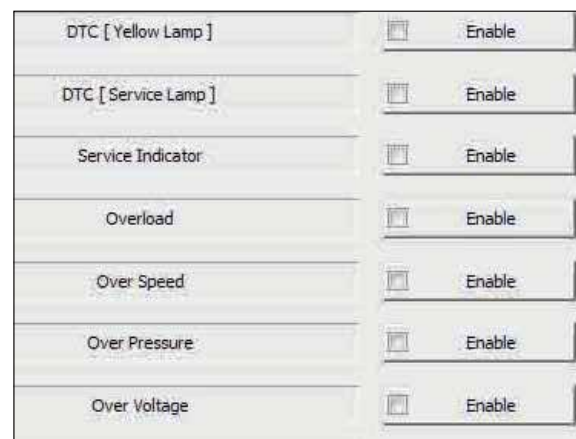 DTC [ Yellow Lamp ] Enable
DTC [ Service Lamp ] Enable
Service Indicator Enable
Overload Enable
Over Speed Enable
Over Pressure Enable
Over Voltage Enable